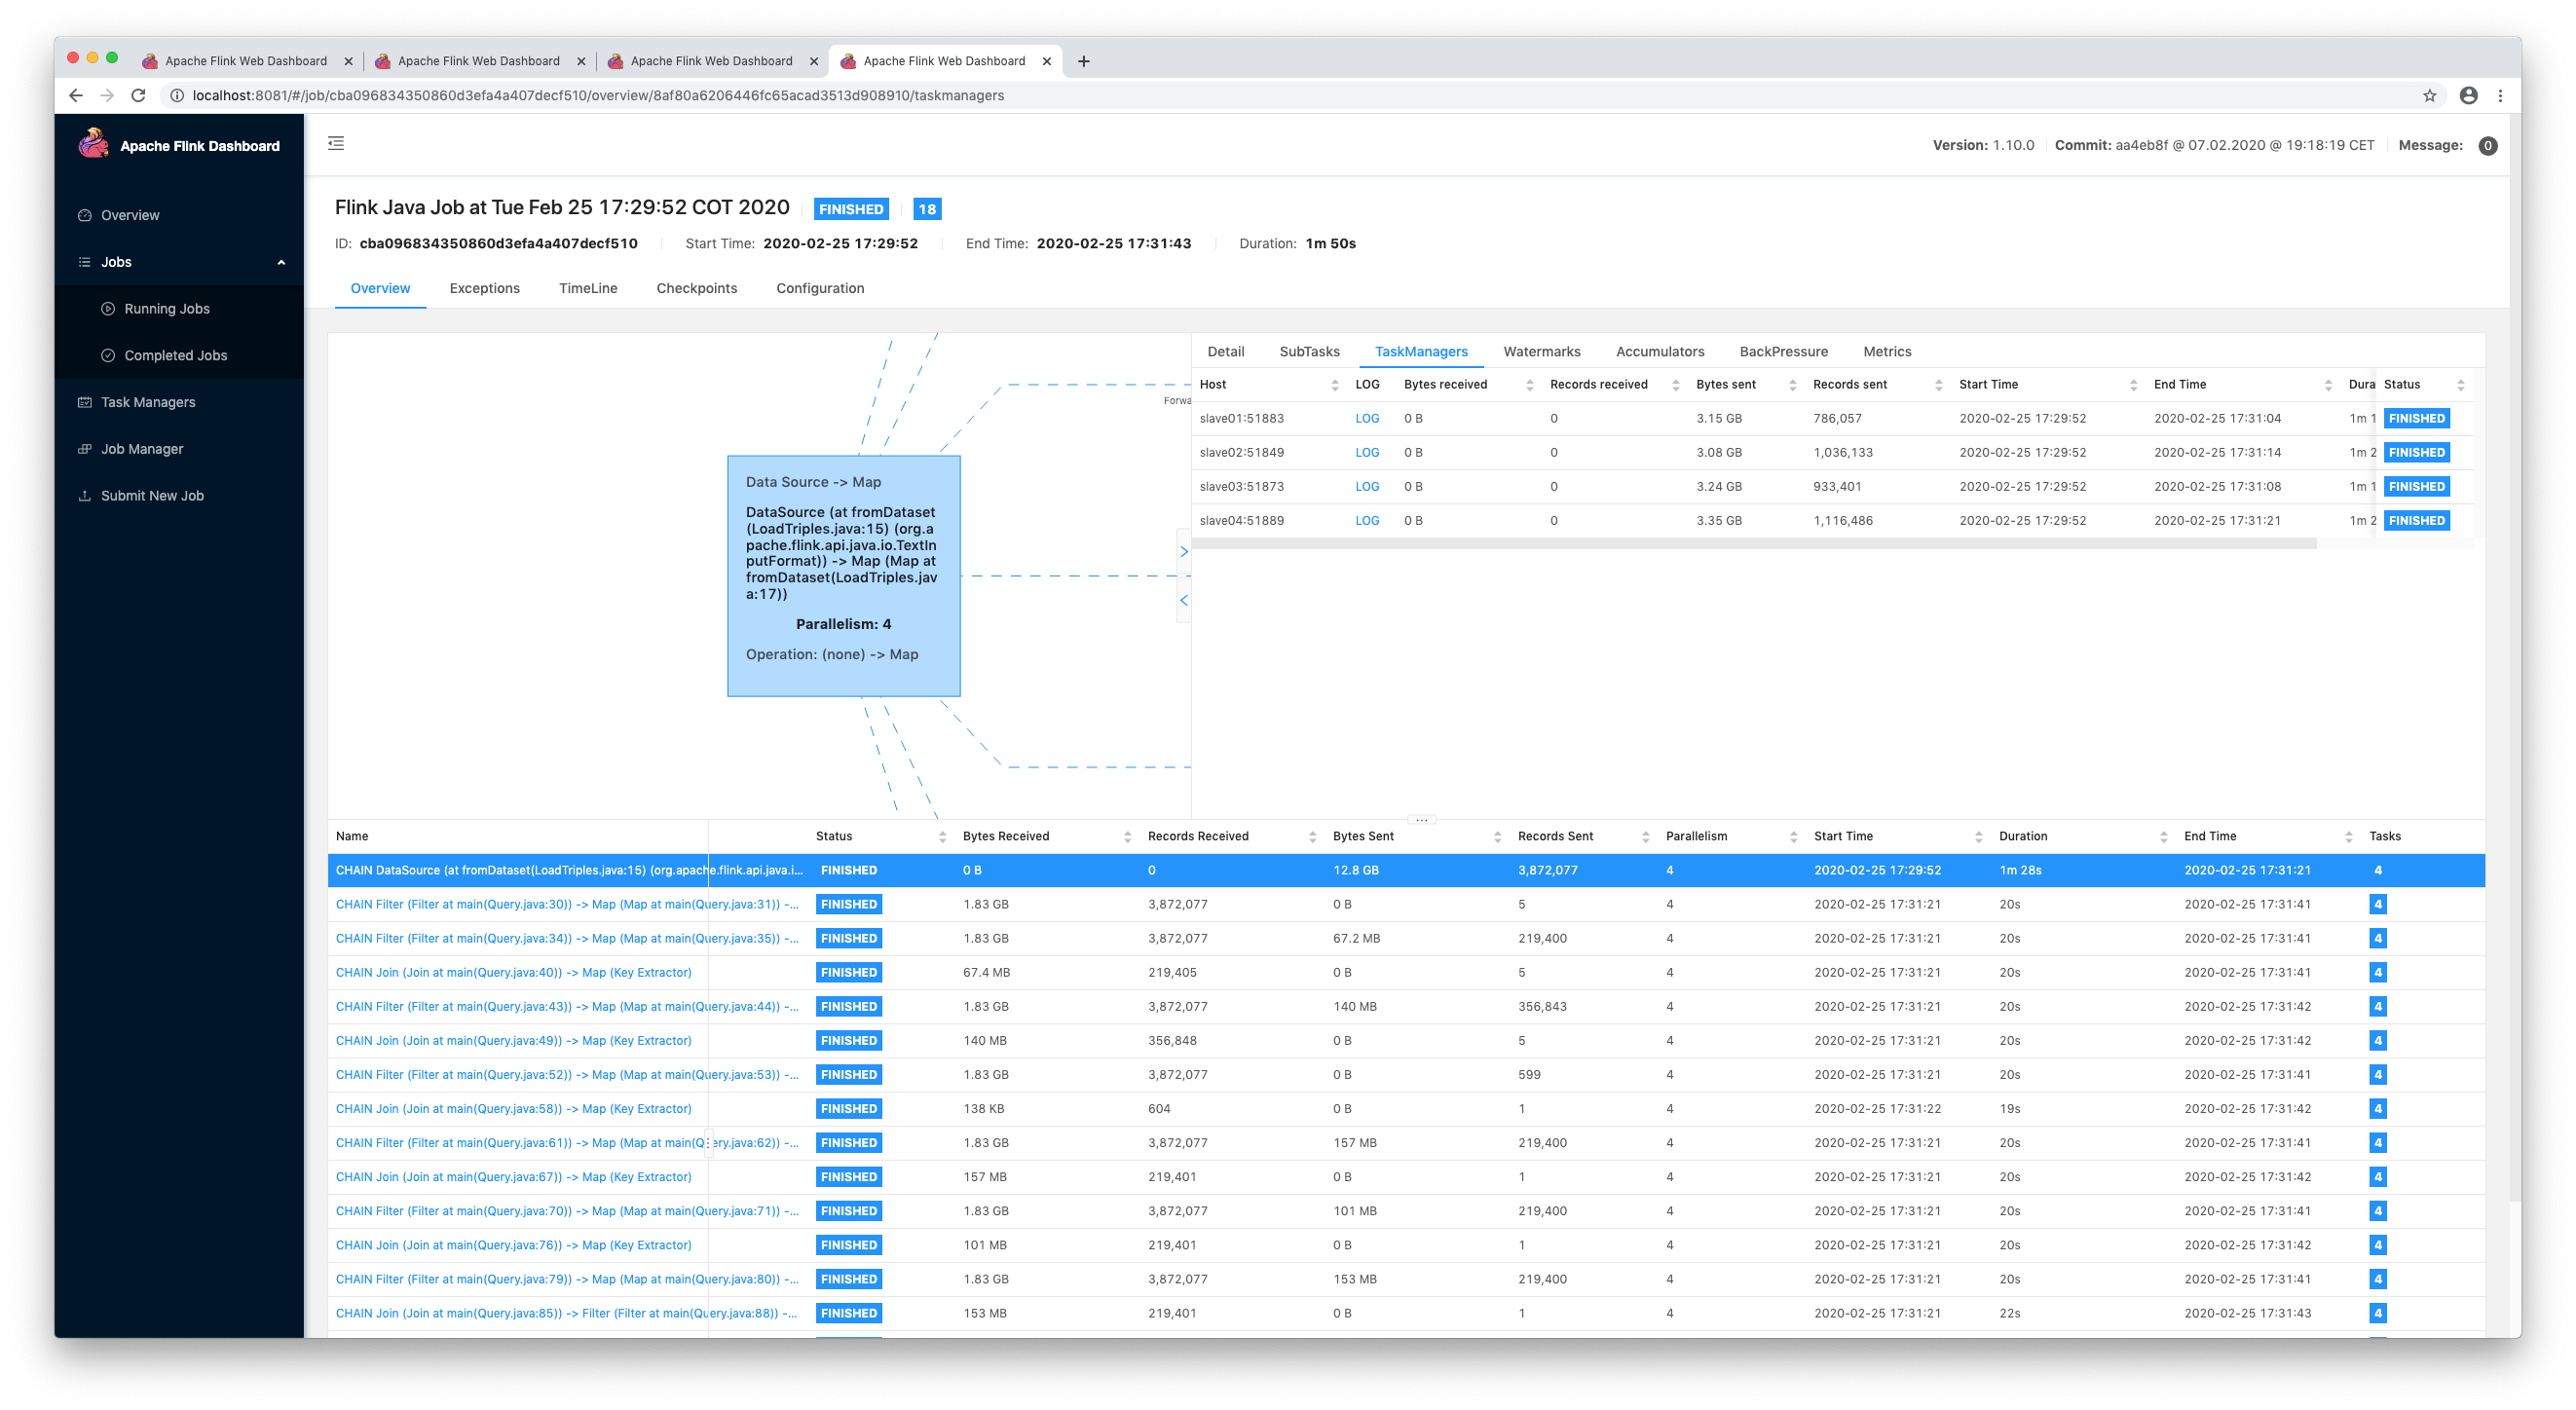 Apache Flink Web Dashboard Apache Flink Web Dashboard Apache Flink Web Dashboard Apache Flink Web Dashboard
localhost:8081/#/job/cba096834350860d3efa4a407decf510/overview/8af80a6206446fc65acad3513d908910/taskmanagers
Apache Flink Dashboard
Version: 1.10.0 Commit: aa4eb8f @ 07.02.2020 @ 19:18:19 CET Message: 0
Overview
Jobs
Running Jobs
Completed Jobs
Task Managers
Job Manager
Submit New Job
Flink Java Job at Tue Feb 25 17:29:52 COT 2020 FINISHED 18
ID: cba096834350860d3efa4a407decf510 Start Time: 2020-02-25 17:29:52 End Time: 2020-02-25 17:31:43 Duration: 1m 50s
Overview Exceptions TimeLine Checkpoints Configuration
Forwa
Data Source -> Map
DataSource (at fromDataset
(LoadTriples.java:15) (org.a
pache.flink.api.java.io.TextIn
putFormat)) -> Map (Map at
fromDataset(LoadTriples.jav
a:17))
Parallelism: 4
Operation: (none) -> Map
Detail SubTasks TaskManagers Watermarks Accumulators BackPressure Metrics
Host LOG Bytes received Records received Bytes sent Records sent Start Time End Time Dura Status
slave01:51883 LOG 0 B 0 3.15 GB 786,057 2020-02-25 17:29:52 2020-02-25 17:31:04 1m 1 FINISHED
slave02:51849 LOG 0 B 0 3.08 GB 1,036,133 2020-02-25 17:29:52 2020-02-25 17:31:14 1m 2 FINISHED
slave03:51873 LOG 0 B 0 3.24 GB 933,401 2020-02-25 17:29:52 2020-02-25 17:31:08 1m 1 FINISHED
slave04:51889 LOG 0 B 0 3.35 GB 1,116,486 2020-02-25 17:29:52 2020-02-25 17:31:21 1m 2 FINISHED
Name Status Bytes Received Records Received Bytes Sent Records Sent Parallelism Start Time Duration End Time Tasks
CHAIN DataSource (at fromDataset(LoadTriples.java:15) (org.apache.flink.api.java.i... FINISHED 0 B 0 12.8 GB 3,872,077 4 2020-02-25 17:29:52 1m 28s 2020-02-25 17:31:21 4
CHAIN Filter (Filter at main(Query.java:30)) -> Map (Map at main(Query.java:31)) -... FINISHED 1.83 GB 3,872,077 0 B 5 4 2020-02-25 17:31:21 20s 2020-02-25 17:31:41 4
CHAIN Filter (Filter at main(Query.java:34)) -> Map (Map at main(Query.java:35)) -... FINISHED 1.83 GB 3,872,077 67.2 MB 219,400 4 2020-02-25 17:31:21 20s 2020-02-25 17:31:41 4
CHAIN Join (Join at main(Query.java:40)) -> Map (Key Extractor) FINISHED 67.4 MB 219,405 0 B 5 4 2020-02-25 17:31:21 20s 2020-02-25 17:31:41 4
CHAIN Filter (Filter at main(Query.java:43)) -> Map (Map at main(Query.java:44)) -... FINISHED 1.83 GB 3,872,077 140 MB 356,843 4 2020-02-25 17:31:21 20s 2020-02-25 17:31:42 4
CHAIN Join (Join at main(Query.java:49)) -> Map (Key Extractor) FINISHED 140 MB 356,848 0 B 5 4 2020-02-25 17:31:21 20s 2020-02-25 17:31:42 4
CHAIN Filter (Filter at main(Query.java:52)) -> Map (Map at main(Query.java:53)) -... FINISHED 1.83 GB 3,872,077 0 B 599 4 2020-02-25 17:31:21 20s 2020-02-25 17:31:41 4
CHAIN Join (Join at main(Query.java:58)) -> Map (Key Extractor) FINISHED 138 KB 604 0 B 1 4 2020-02-25 17:31:22 19s 2020-02-25 17:31:42 4
CHAIN Filter (Filter at main(Query.java:61)) -> Map (Map at main(Query.java:62)) -... FINISHED 1.83 GB 3,872,077 157 MB 219,400 4 2020-02-25 17:31:21 20s 2020-02-25 17:31:41 4
CHAIN Join (Join at main(Query.java:67)) -> Map (Key Extractor) FINISHED 157 MB 219,401 0 B 1 4 2020-02-25 17:31:21 20s 2020-02-25 17:31:42 4
CHAIN Filter (Filter at main(Query.java:70)) -> Map (Map at main(Query.java:71)) -... FINISHED 1.83 GB 3,872,077 101 MB 219,400 4 2020-02-25 17:31:21 20s 2020-02-25 17:31:41 4
CHAIN Join (Join at main(Query.java:76)) -> Map (Key Extractor) FINISHED 101 MB 219,401 0 B 1 4 2020-02-25 17:31:21 20s 2020-02-25 17:31:42 4
CHAIN Filter (Filter at main(Query.java:79)) -> Map (Map at main(Query.java:80)) -... FINISHED 1.83 GB 3,872,077 153 MB 219,400 4 2020-02-25 17:31:21 20s 2020-02-25 17:31:41 4
CHAIN Join (Join at main(Query.java:85)) -> Filter (Filter at main(Query.java:88)) -... FINISHED 153 MB 219,401 0 B 1 4 2020-02-25 17:31:21 22s 2020-02-25 17:31:43 4